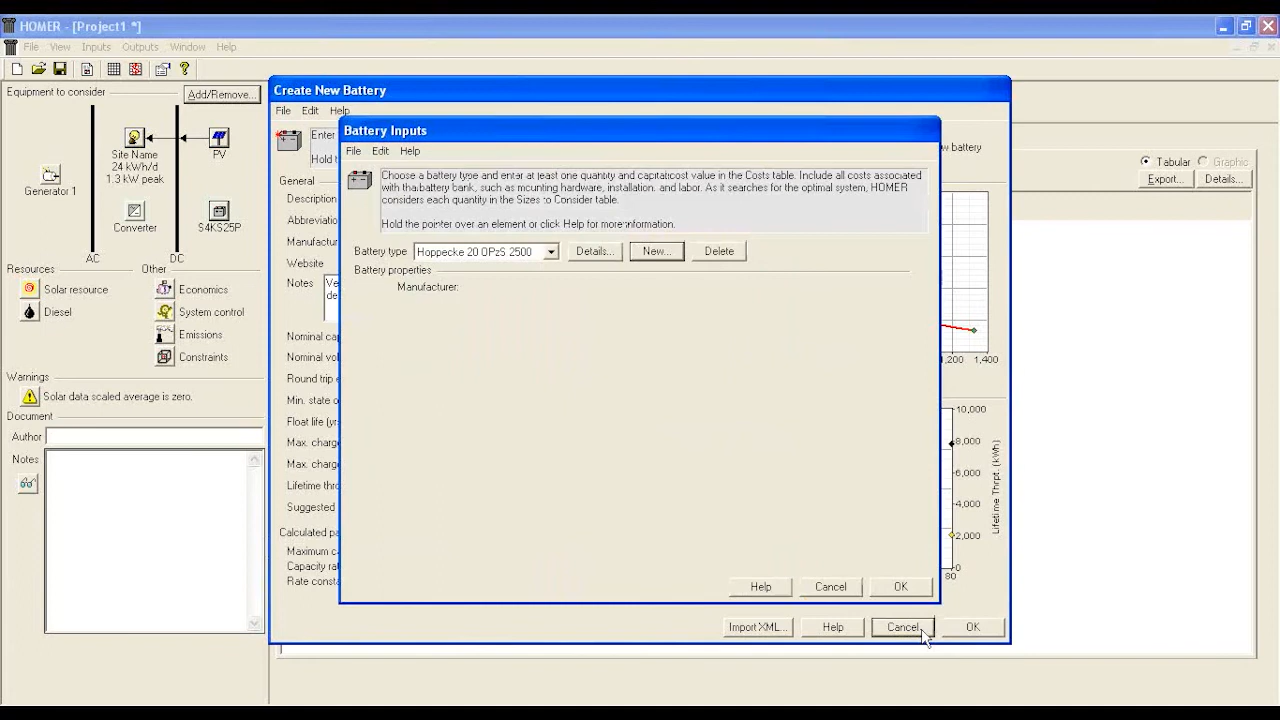 HOMER - [Project1 *]
File View Inputs Outputs Window Help
Equipment to consider Add/Remove...
Generator 1
Site Name
24 kWh/d
1.3 kW peak
PV
Converter
S4KS25P
AC DC
Resources Other
Solar resource
Diesel
Economics
System control
Emissions
Constraints
Warnings
Solar data scaled average is zero.
Document
Author
Notes
Create New Battery
File Edit Help
Enter
Hold t
w battery
General
Description
Abbreviatio
Manufactur
Website
Notes
Ve
de
Nominal cap
Nominal vol
Round trip e
Min. state o
Float life (yr
Max. charg
Max. charge
Lifetime thro
Suggested
Calculated pa
Maximum c
Capacity rat
Rate consta
Battery Inputs
File Edit Help
Choose a battery type and enter at least one quantity and capital cost value in the Costs table. Include all costs associated
with the battery bank, such as mounting hardware, installation, and labor. As it searches for the optimal system, HOMER
considers each quantity in the Sizes to Consider table.
Hold the pointer over an element or click Help for more information.
Battery type Hoppecke 20 OPzS 2500 Details... New... Delete
Battery properties
Manufacturer:
Help Cancel OK
Import XML... Help Cancel OK
Tabular Graphic
Export... Details...
1,200 1,400
10,000
8,000
6,000
4,000
2,000
0
80
Lifetime Thrpt. (kWh)